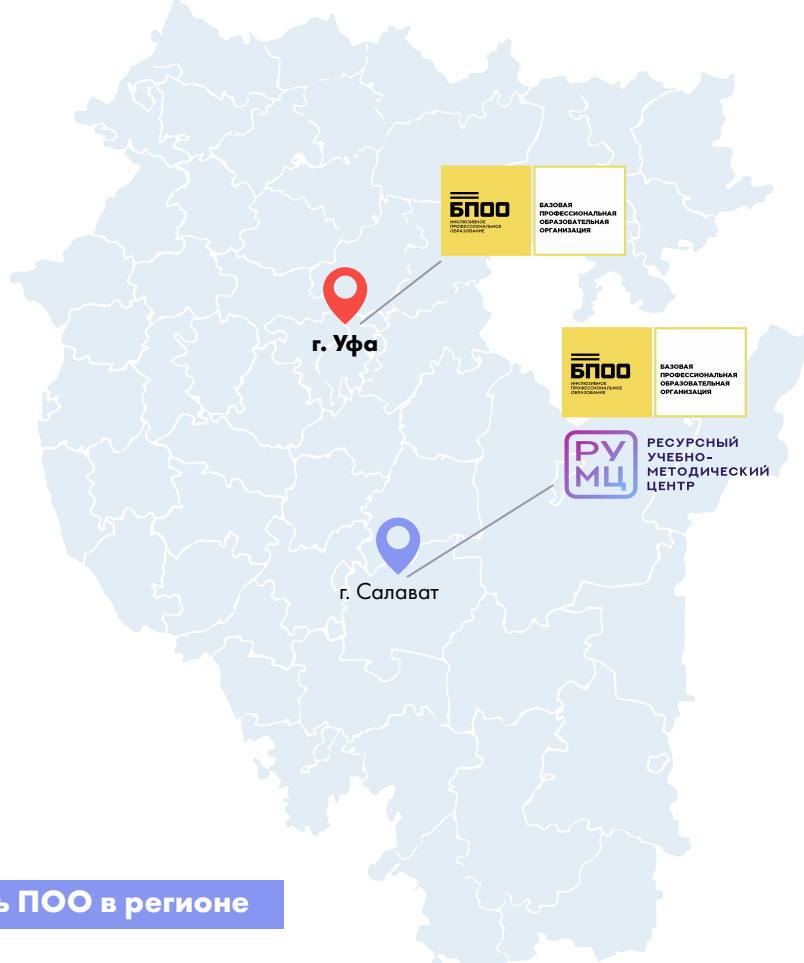 БПОО
ИНКЛЮЗИВНОЕ
ПРОФЕССИОНАЛЬНОЕ
ОБРАЗОВАНИЕ
БАЗОВАЯ
ПРОФЕССИОНАЛЬНАЯ
ОБРАЗОВАТЕЛЬНАЯ
ОРГАНИЗАЦИЯ
г. Уфа
БПОО
ИНКЛЮЗИВНОЕ
ПРОФЕССИОНАЛЬНОЕ
ОБРАЗОВАНИЕ
БАЗОВАЯ
ПРОФЕССИОНАЛЬНАЯ
ОБРАЗОВАТЕЛЬНАЯ
ОРГАНИЗАЦИЯ
РУ
МЦ
РЕСУРСНЫЙ
УЧЕБНО-
МЕТОДИЧЕСКИЙ
ЦЕНТР
г. Салават
ПОО в регионе